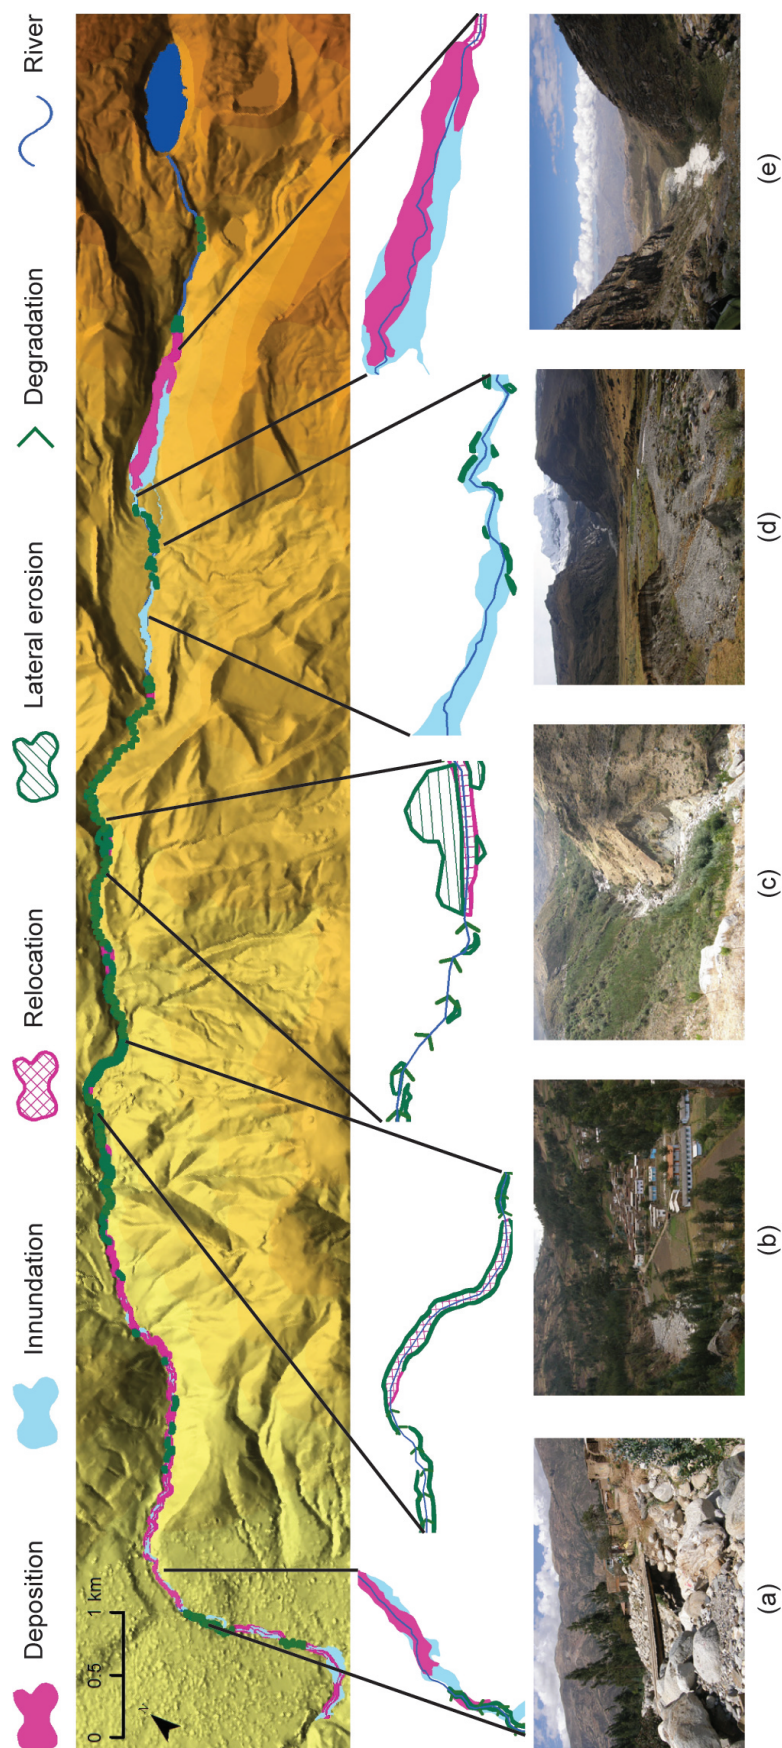 Deposition
Innundation
Relocation
Lateral erosion
Degradation
River
0 0.5 1 km
N
(a)
(b)
(c)
(d)
(e)